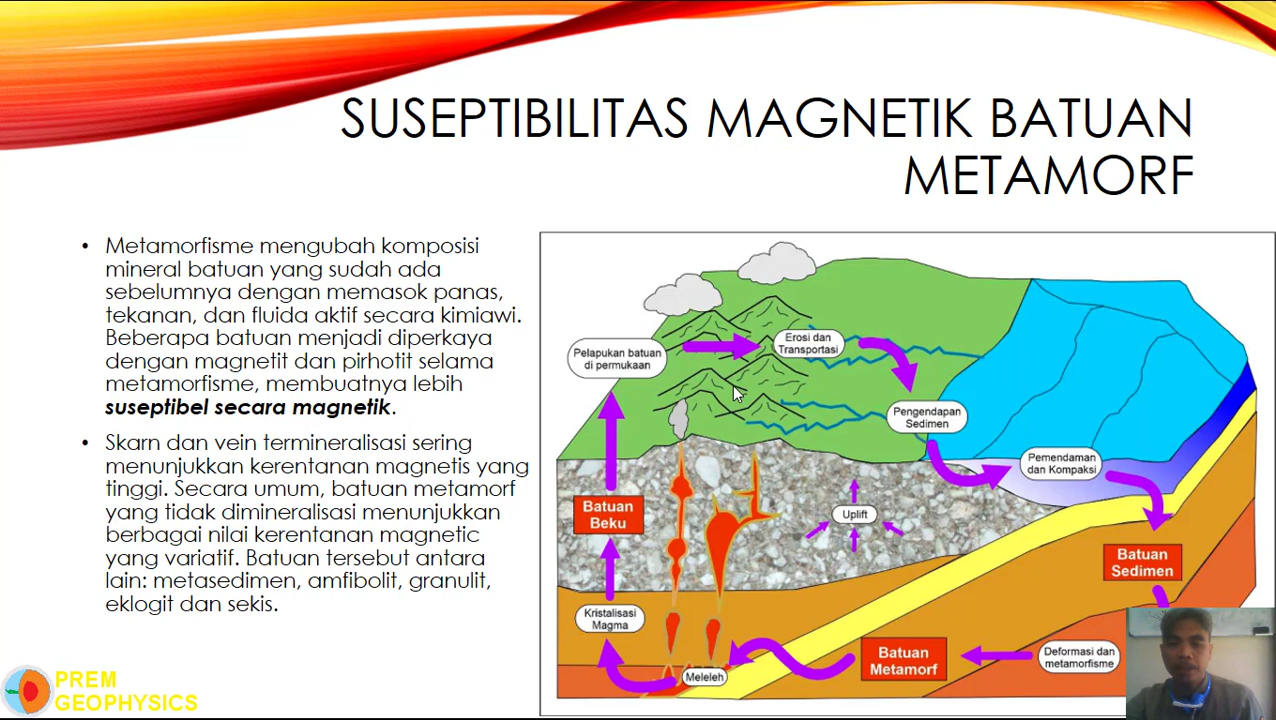 SUSEPTIBILITAS MAGNETIK BATUAN
METAMORF
• Metamorfisme mengubah komposisi
mineral batuan yang sudah ada
sebelumnya dengan memasok panas,
tekanan, dan fluida aktif secara kimiawi.
Beberapa batuan menjadi diperkaya
dengan magnetit dan pirhotit selama
metamorfisme, membuatnya lebih
suseptibel secara magnetik.
• Skarn dan vein termineralisasi sering
menunjukkan kerentanan magnetis yang
tinggi. Secara umum, batuan metamorf
yang tidak dimineralisasi menunjukkan
berbagai nilai kerentanan magnetic
yang variatif. Batuan tersebut antara
lain: metasedimen, amfibolit, granulit,
eklogit dan sekis.
Pelapukan batuan
di permukaan
Erosi dan
Transportasi
Pengendapan
Sedimen
Pemendaman
dan Kompaksi
Batuan
Beku
Uplift
Batuan
Sedimen
Kristalisasi
Magma
Meleleh
Batuan
Metamorf
Deformasi dan
metamorfisme
PREM
GEOPHYSICS